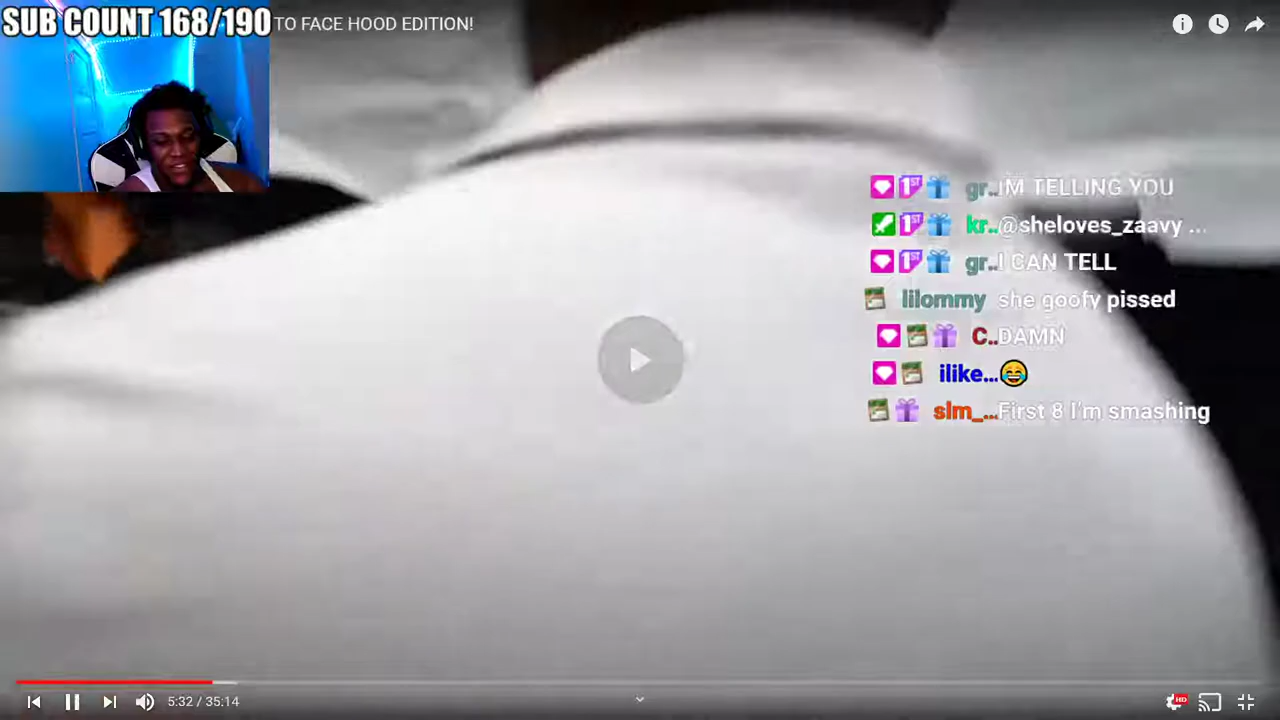 SUB COUNT 168/190 TO FACE HOOD EDITION!
gr..IM TELLING YOU
kr..@sheloves_zaavy ...
gr..I CAN TELL
lilommy she goofy pissed
C..DAMN
ilike...😂
slm_...First 8 I'm smashing
5:32 / 35:14
HD